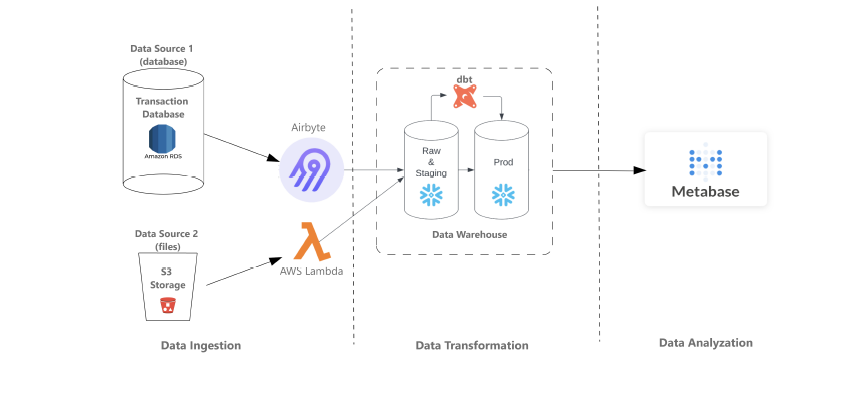 Data Source 1
(database)
Transaction
Database
Amazon RDS
Airbyte
Data Source 2
(files)
S3
Storage
AWS Lambda
Data Ingestion
dbt
Raw
&
Staging
Prod
Data Warehouse
Data Transformation
Metabase
Data Analyzation